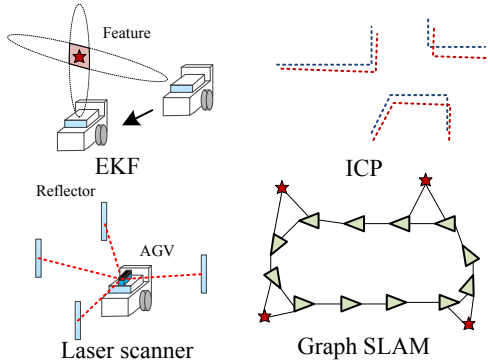 Feature
EKF
ICP
Reflector
AGV
Laser scanner
Graph SLAM